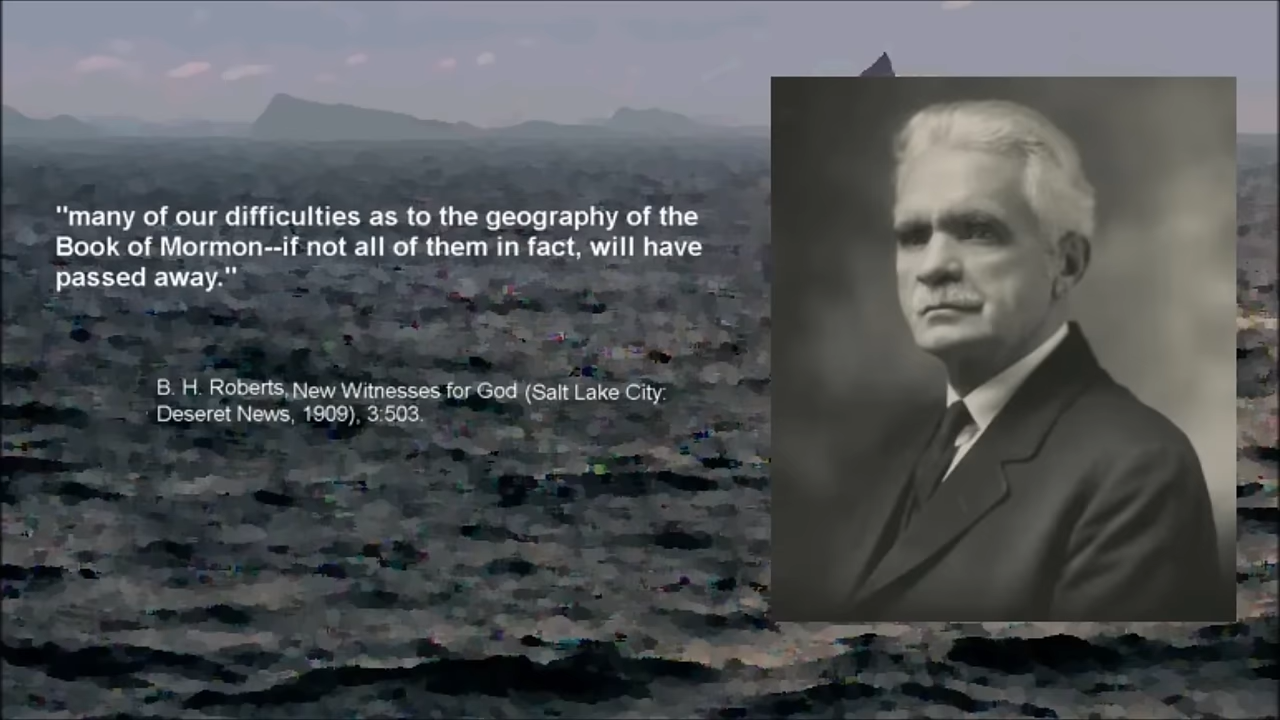 "many of our difficulties as to the geography of the
Book of Mormon--if not all of them in fact, will have
passed away."
B. H. Roberts, New Witnesses for God (Salt Lake City:
Deseret News, 1909), 3:503.